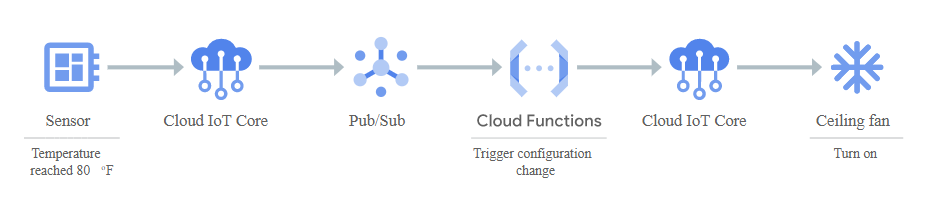 Sensor
Cloud IoT Core
Pub/Sub
Cloud Functions
Cloud IoT Core
Ceiling fan
Temperature
reached 80 °F
Trigger configuration
change
Turn on